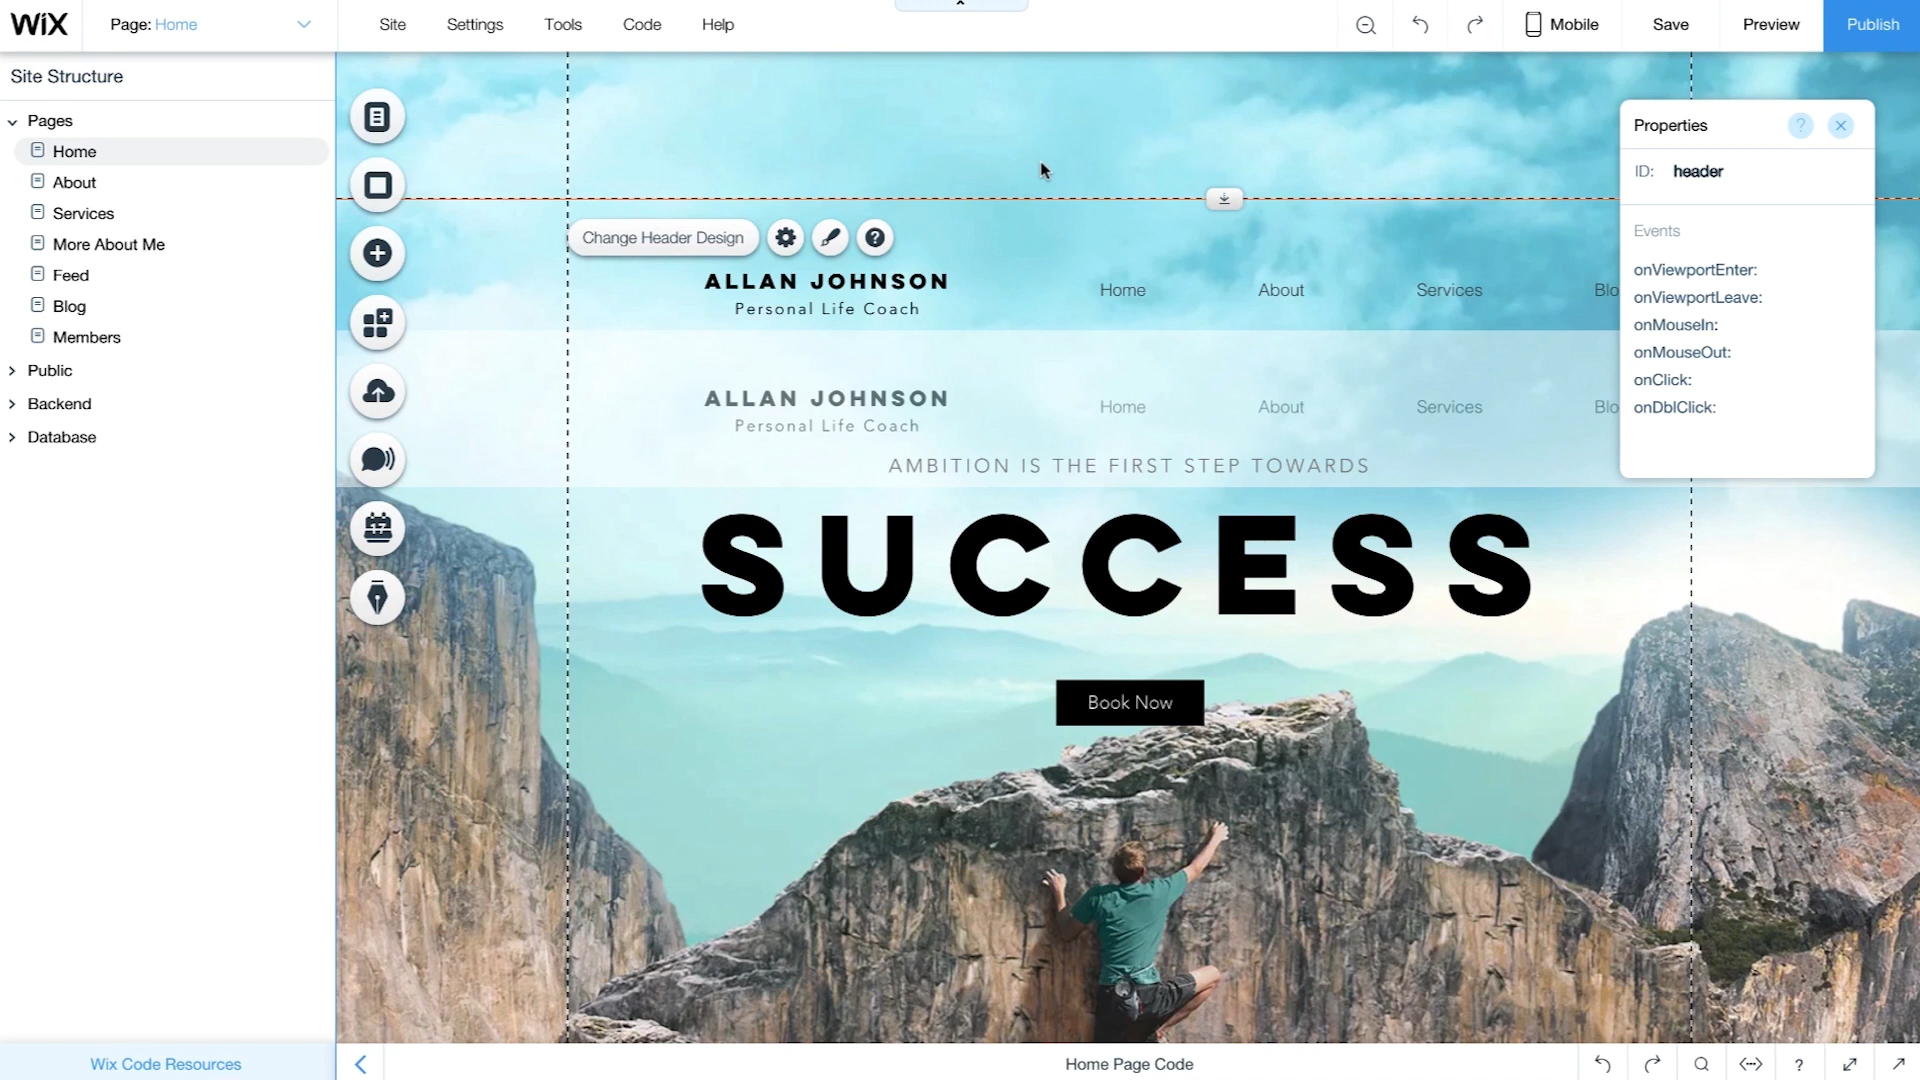 WiX
Page: Home
Site
Settings
Tools
Code
Help
Mobile
Save
Preview
Publish
Site Structure
Pages
Home
About
Services
More About Me
Feed
Blog
Members
Public
Backend
Database
Wix Code Resources
Change Header Design
?
ALLAN JOHNSON
Personal Life Coach
Home
About
Services
Blo
ALLAN JOHNSON
Personal Life Coach
Home
About
Services
Blo
AMBITION IS THE FIRST STEP TOWARDS
SUCCESS
Book Now
17
Properties
?
ID: header
Events
onViewportEnter:
onViewportLeave:
onMouseIn:
onMouseOut:
onClick:
onDblClick:
Home Page Code
?